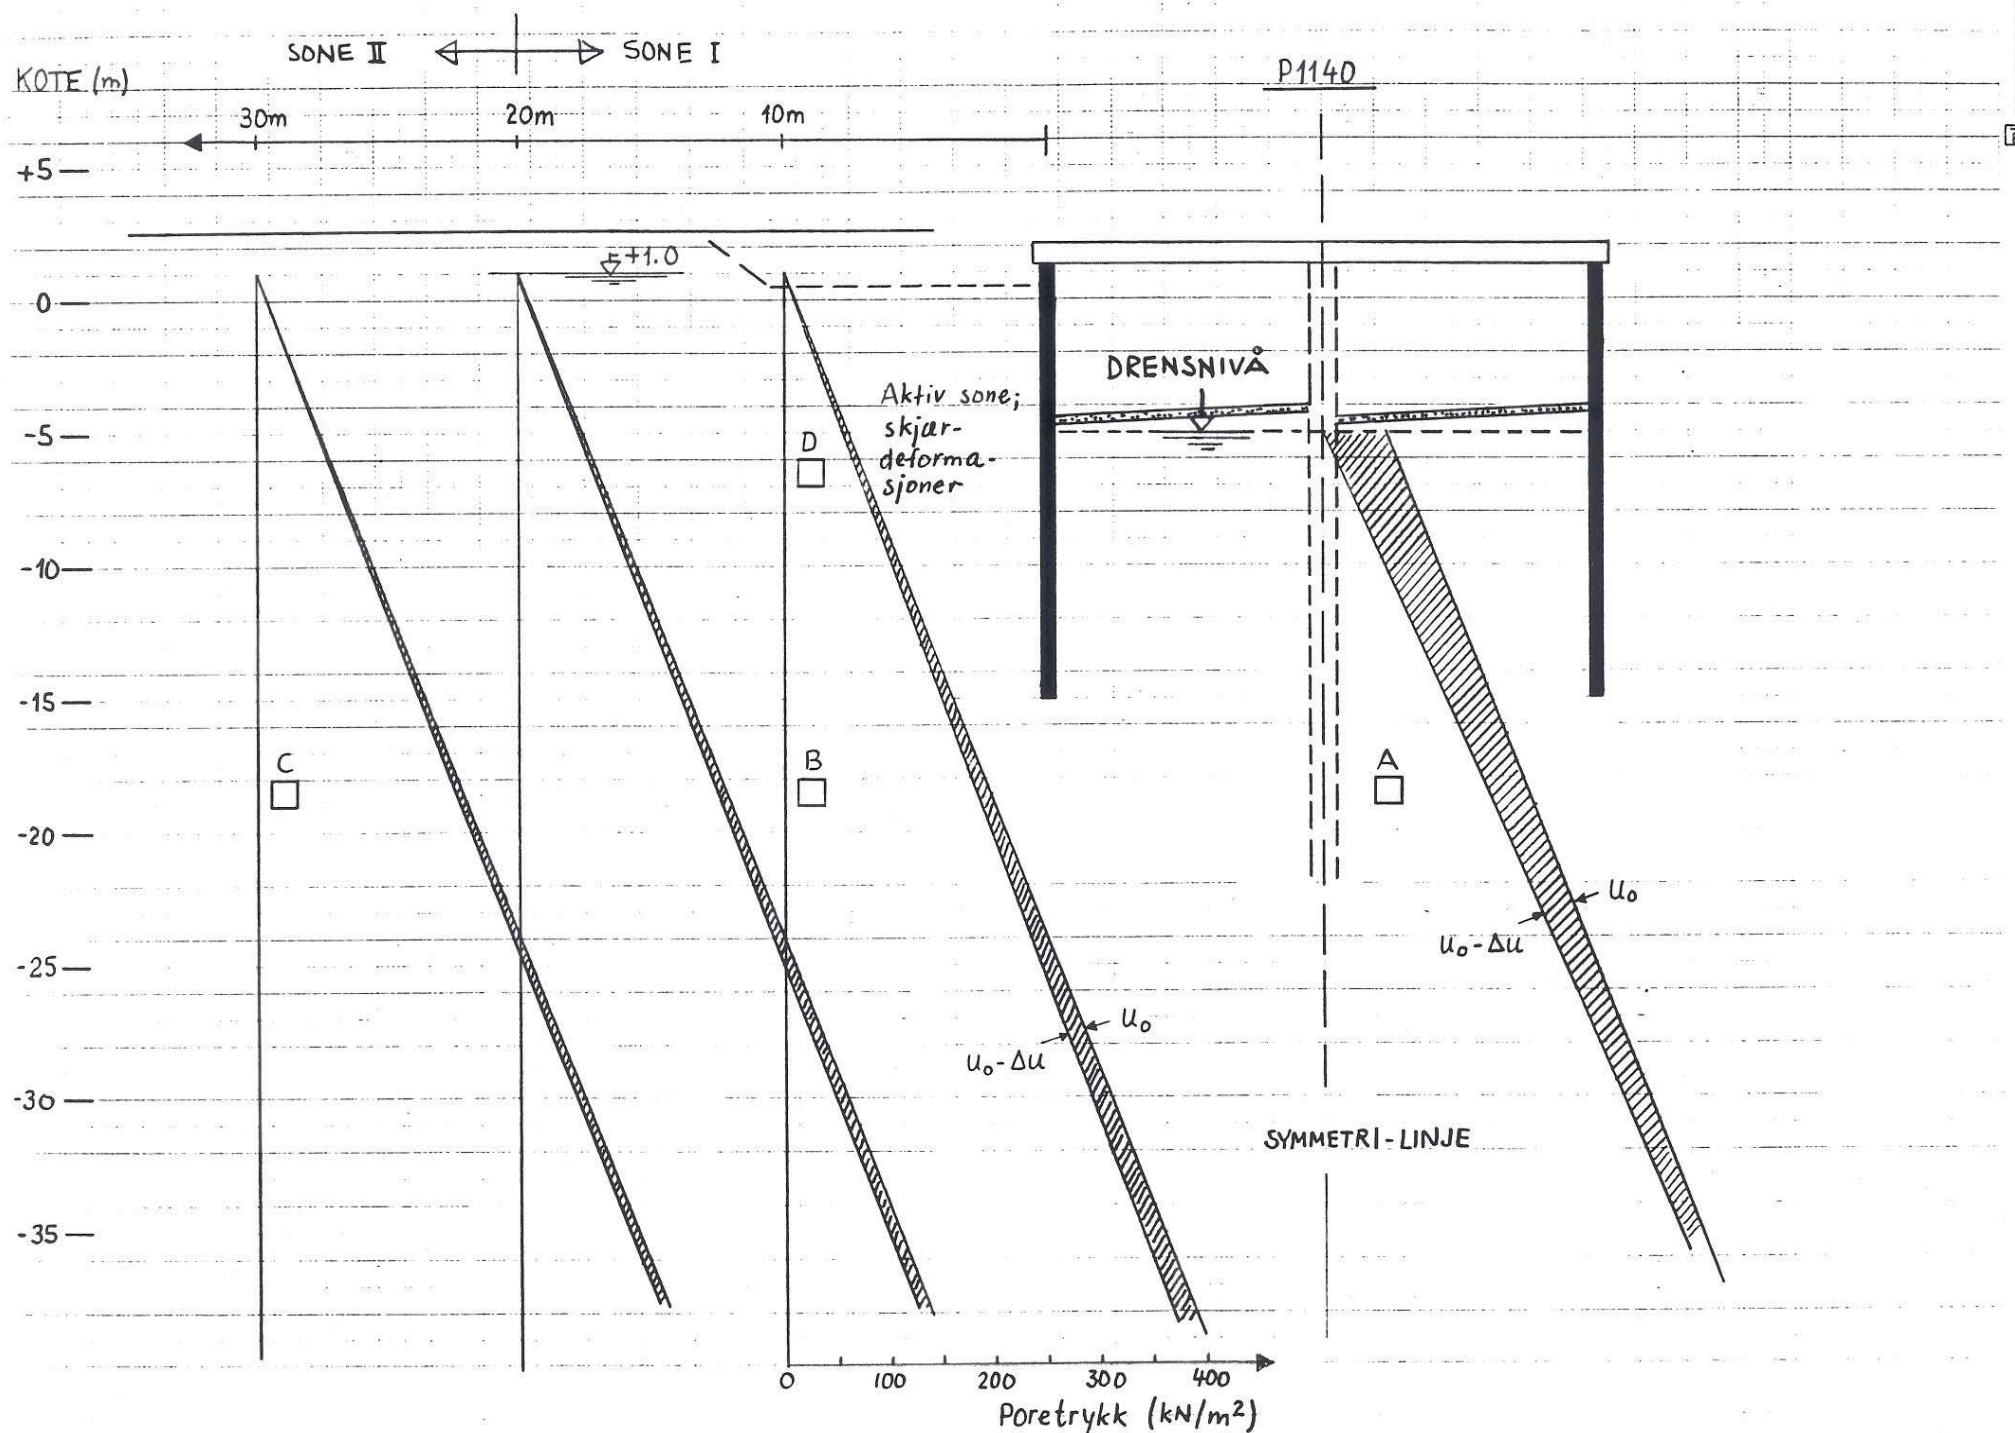 SONE II
SONE I
KOTE (m)
P1140
30m
20m
10m
+5
+1.0
0
DRENSNIVÅ
Aktiv sone;
skjær-
deforma-
sjoner
D
-5
-10
-15
C
B
A
-20
u₀
u₀-Δu
-25
u₀
u₀-Δu
-30
SYMMETRI-LINJE
-35
0
100
200
300
400
Poretrykk (kN/m²)